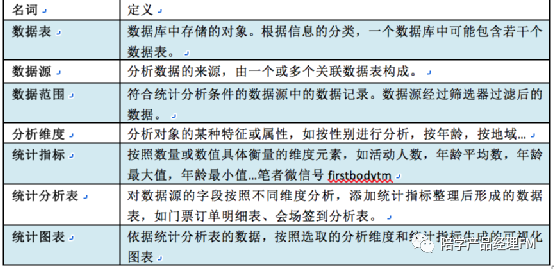 名词 定义
数据表 数据库中存储的对象。根据信息的分类，一个数据库中可能包含若干个
数据表。
数据源 分析数据的来源，由一个或多个关联数据表构成。
数据范围 符合统计分析条件的数据源中的数据记录。数据源经过筛选器过滤后的
数据。
分析维度 分析对象的某种特征或属性，如按性别进行分析，按年龄，按地域…
统计指标 按照数量或数值具体衡量的维度元素，如活动人数，年龄平均数，年龄
最大值，年龄最小值…笔者微信号 firstbodytm
统计分析表 对数据源的字段按照不同维度分析，添加统计指标整理后形成的数据
表，如门票订单明细表、会场签到分析表。
统计图表 依据统计分析表的数据，按照选取的分析维度和统计指标生成的可视化
图表
陪学产品经理FM